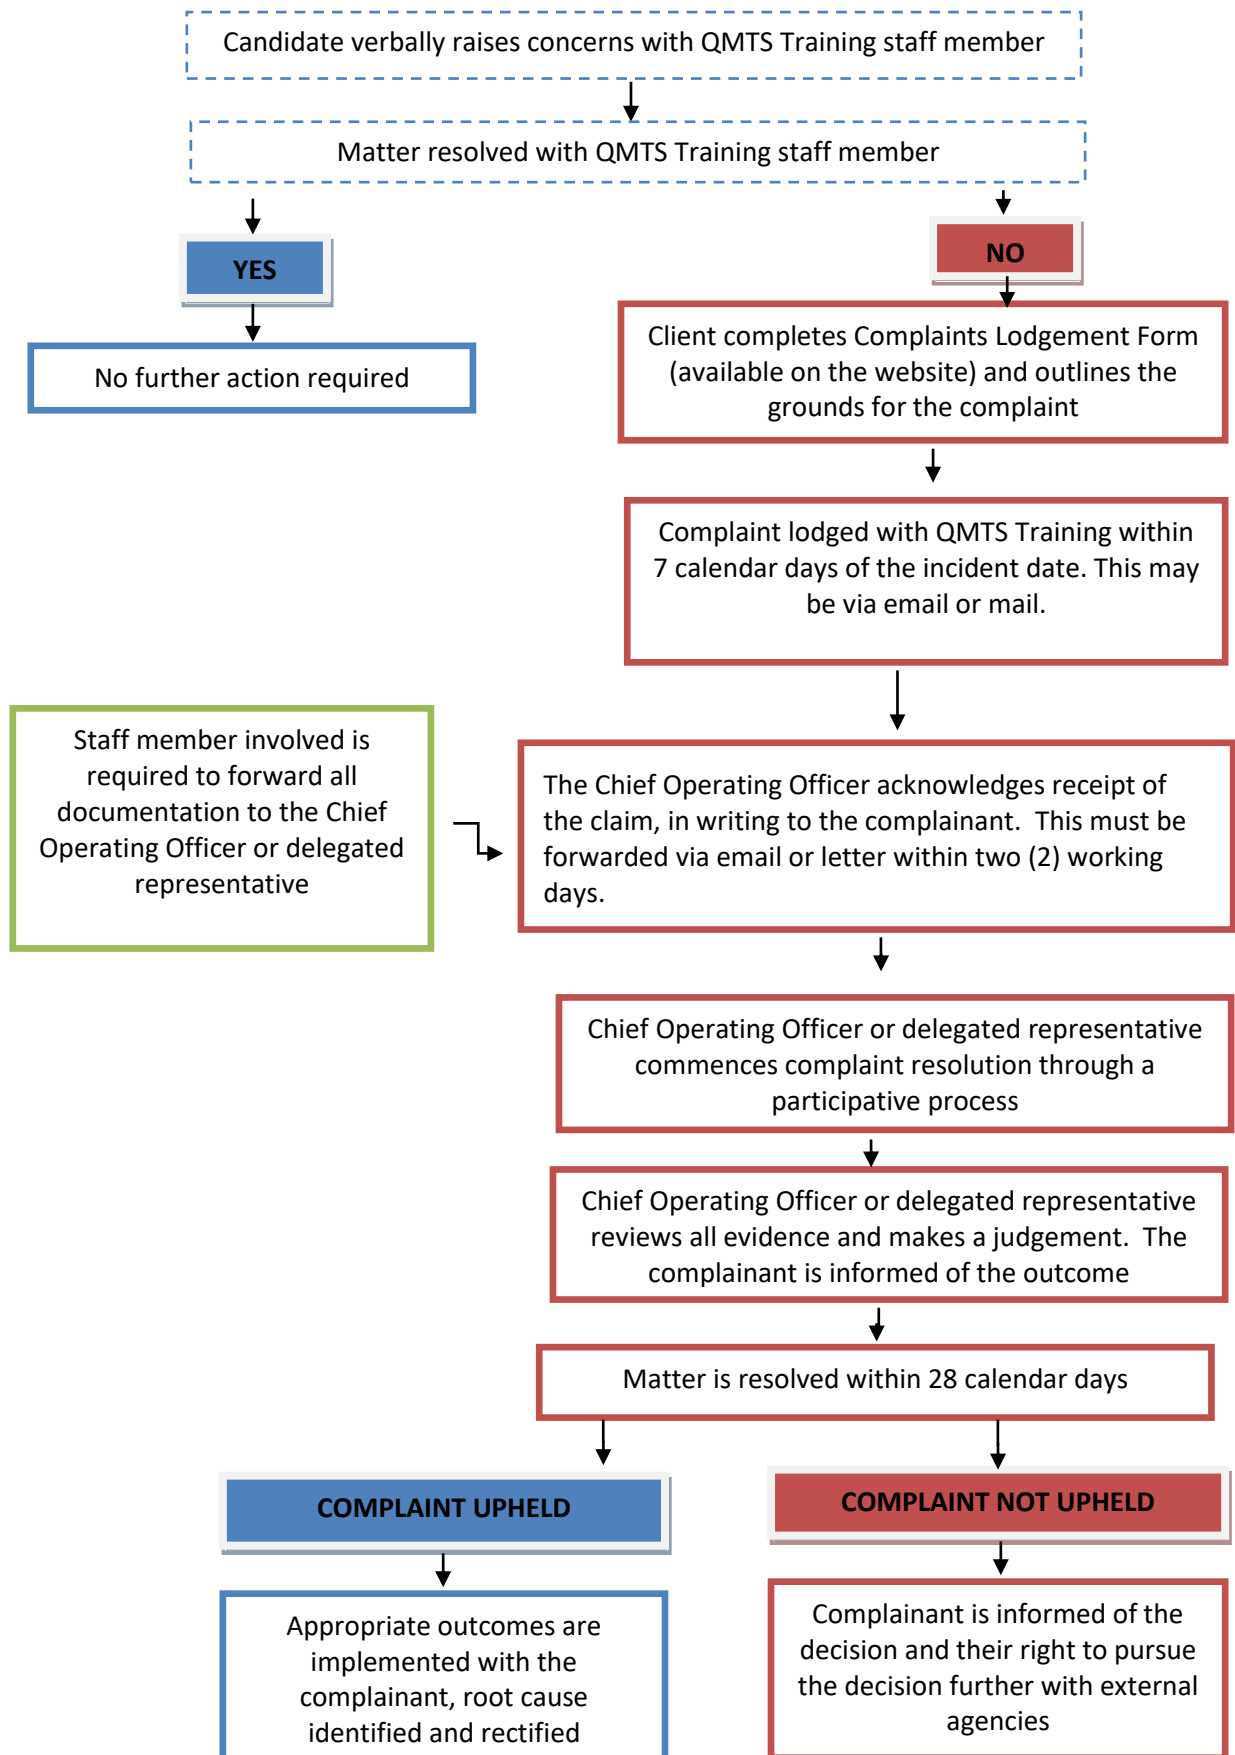 Candidate verbally raises concerns with QMTS Training staff member
Matter resolved with QMTS Training staff member
YES
NO
No further action required
Client completes Complaints Lodgement Form
(available on the website) and outlines the
grounds for the complaint
Complaint lodged with QMTS Training within
7 calendar days of the incident date. This may
be via email or mail.
Staff member involved is
required to forward all
documentation to the Chief
Operating Officer or delegated
representative
The Chief Operating Officer acknowledges receipt of
the claim, in writing to the complainant.  This must be
forwarded via email or letter within two (2) working
days.
Chief Operating Officer or delegated representative
commences complaint resolution through a
participative process
Chief Operating Officer or delegated representative
reviews all evidence and makes a judgement.  The
complainant is informed of the outcome
Matter is resolved within 28 calendar days
COMPLAINT UPHELD
COMPLAINT NOT UPHELD
Appropriate outcomes are
implemented with the
complainant, root cause
identified and rectified
Complainant is informed of the
decision and their right to pursue
the decision further with external
agencies